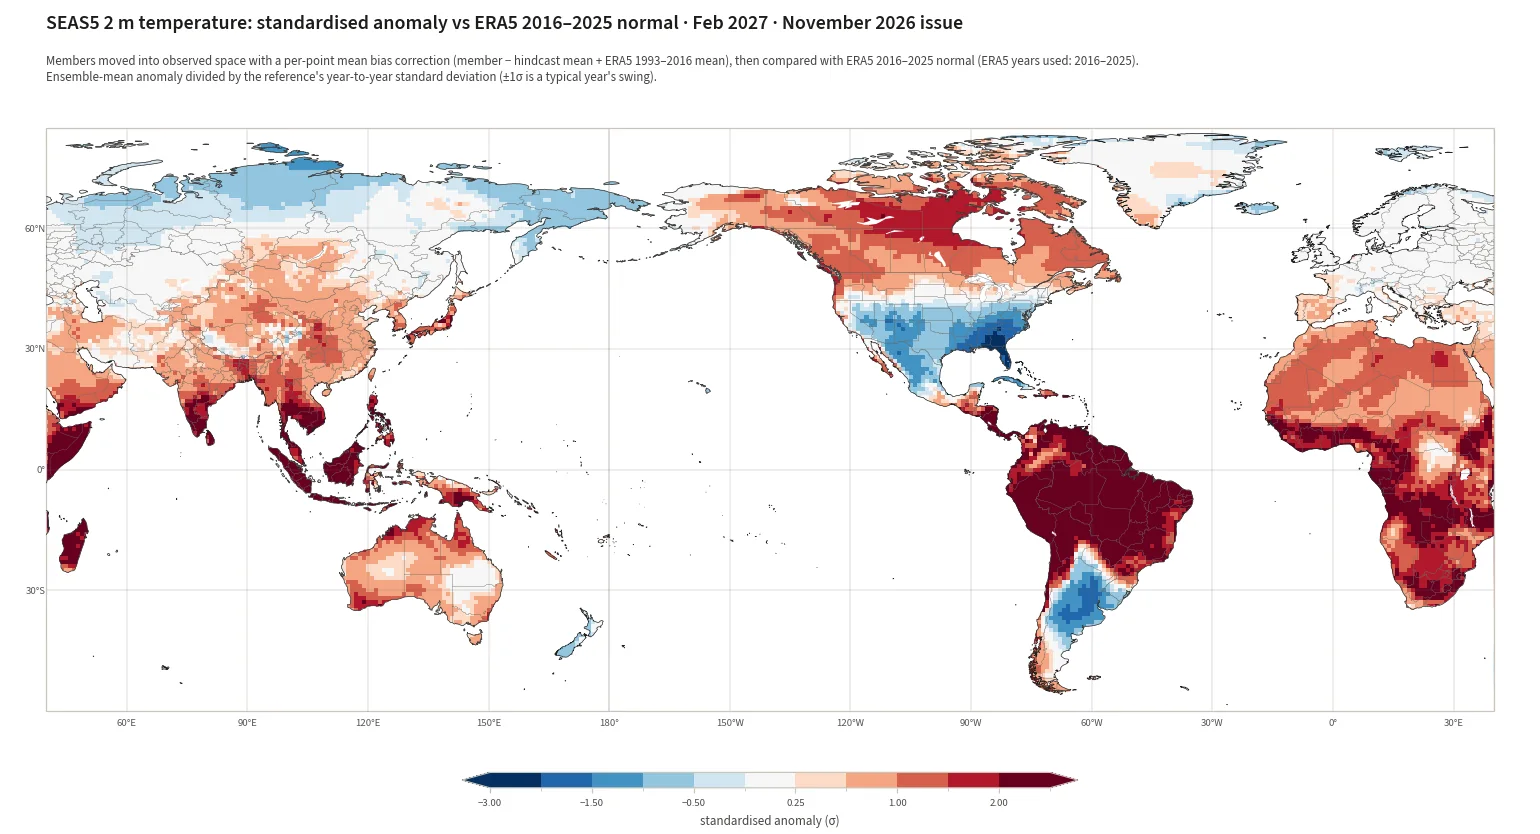 SEAS5 2 m temperature: standardised anomaly vs ERA5 2016–2025 normal · Feb 2027 · November 2026 issue
Members moved into observed space with a per-point mean bias correction (member − hindcast mean + ERA5 1993–2016 mean), then compared with ERA5 2016–2025 normal (ERA5 years used: 2016–2025).
Ensemble-mean anomaly divided by the reference's year-to-year standard deviation (±1σ is a typical year's swing).
60°N
30°N
0°
30°S
60°E 90°E 120°E 150°E 180° 150°W 120°W 90°W 60°W 30°W 0° 30°E
−3.00 −1.50 −0.50 0.25 1.00 2.00
standardised anomaly (σ)